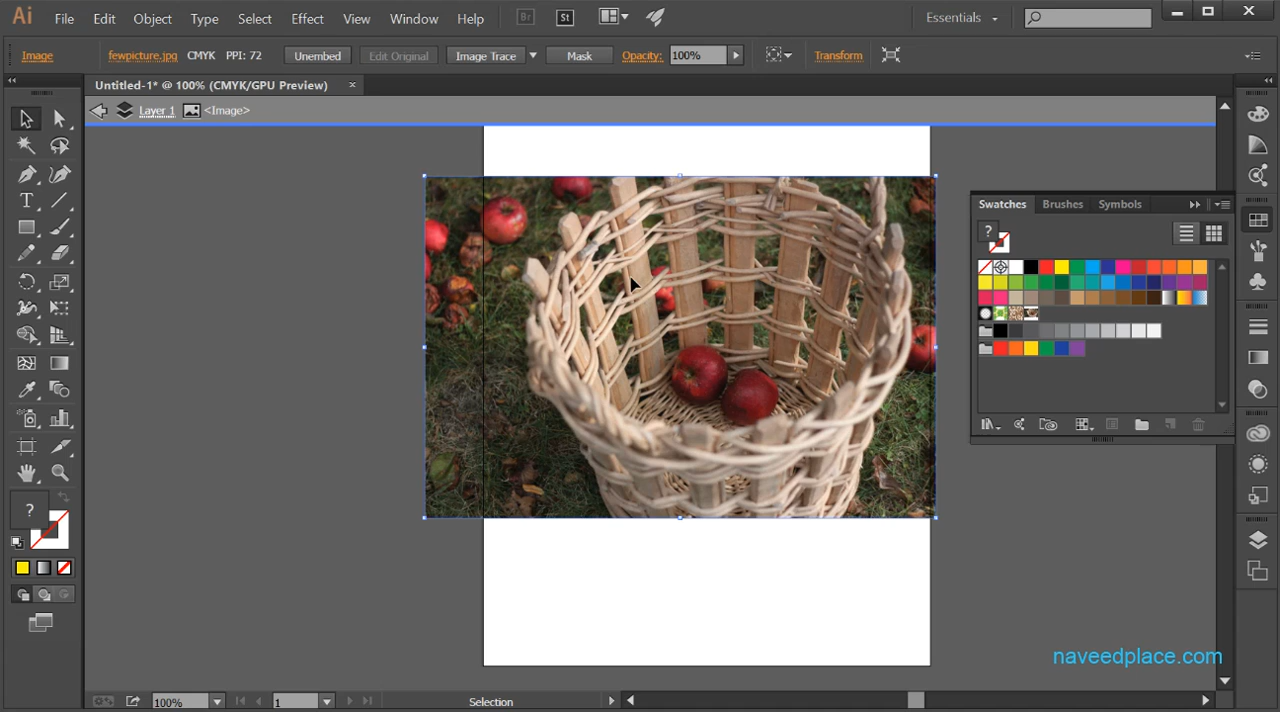 Ai File Edit Object Type Select Effect View Window Help Br St Essentials
Image fewpicture.jpg CMYK PPI: 72 Unembed Edit Original Image Trace Mask Opacity: 100% Transform
Untitled-1* @ 100% (CMYK/GPU Preview)
Layer 1 <Image>
Swatches Brushes Symbols
?
T
?
naveedplace.com
100% 1 Selection